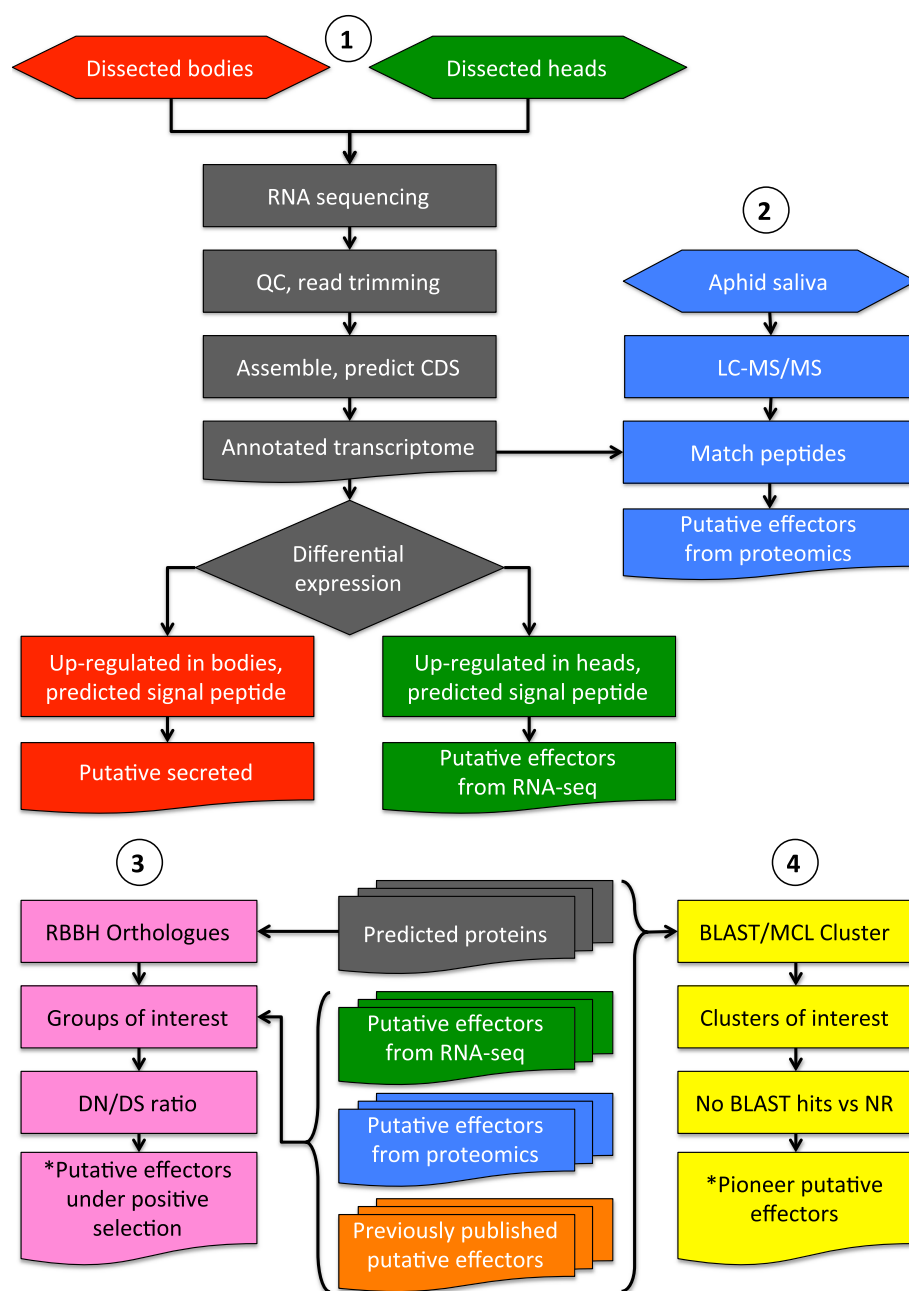 1
Dissected bodies
Dissected heads
RNA sequencing
QC, read trimming
Assemble, predict CDS
Annotated transcriptome
Differential
expression
Up-regulated in bodies,
predicted signal peptide
Putative secreted
Up-regulated in heads,
predicted signal peptide
Putative effectors
from RNA-seq
2
Aphid saliva
LC-MS/MS
Match peptides
Putative effectors
from proteomics
3
RBBH Orthologues
Groups of interest
DN/DS ratio
*Putative effectors
under positive
selection
Predicted proteins
Putative effectors
from RNA-seq
Putative effectors
from proteomics
Previously published
putative effectors
4
BLAST/MCL Cluster
Clusters of interest
No BLAST hits vs NR
*Pioneer putative
effectors